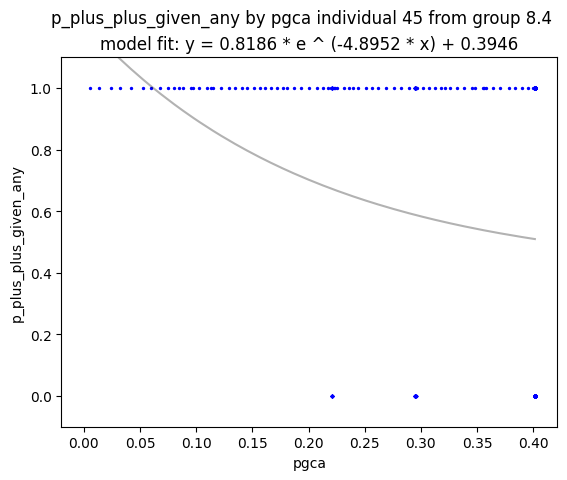 p_plus_plus_given_any by pgca individual 45 from group 8.4
model fit: y = 0.8186 * e ^ (-4.8952 * x) + 0.3946
p_plus_plus_given_any
1.0
0.8
0.6
0.4
0.2
0.0
0.00 0.05 0.10 0.15 0.20 0.25 0.30 0.35 0.40
pgca